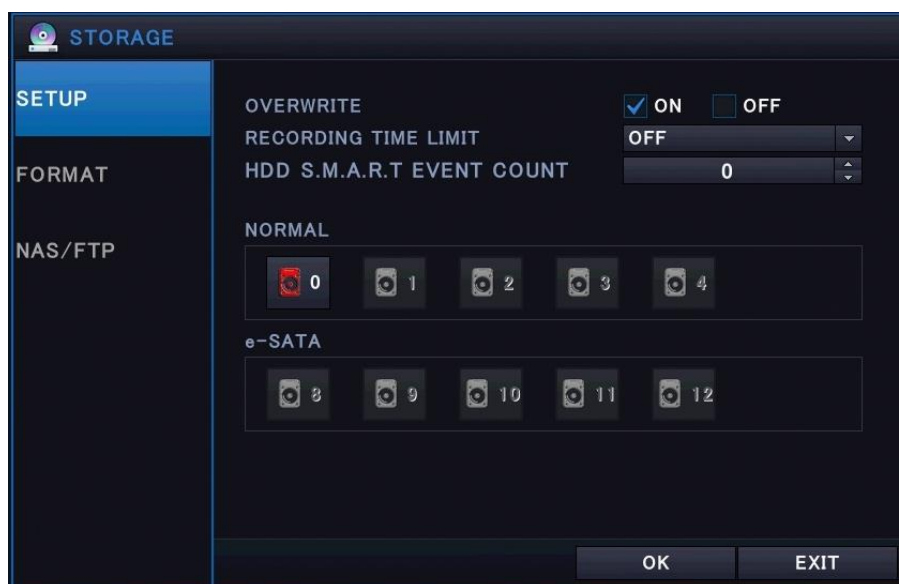 STORAGE
SETUP
FORMAT
NAS/FTP
OVERWRITE ON OFF
RECORDING TIME LIMIT OFF
HDD S.M.A.R.T EVENT COUNT 0
NORMAL
0 1 2 3 4
e-SATA
8 9 10 11 12
OK EXIT